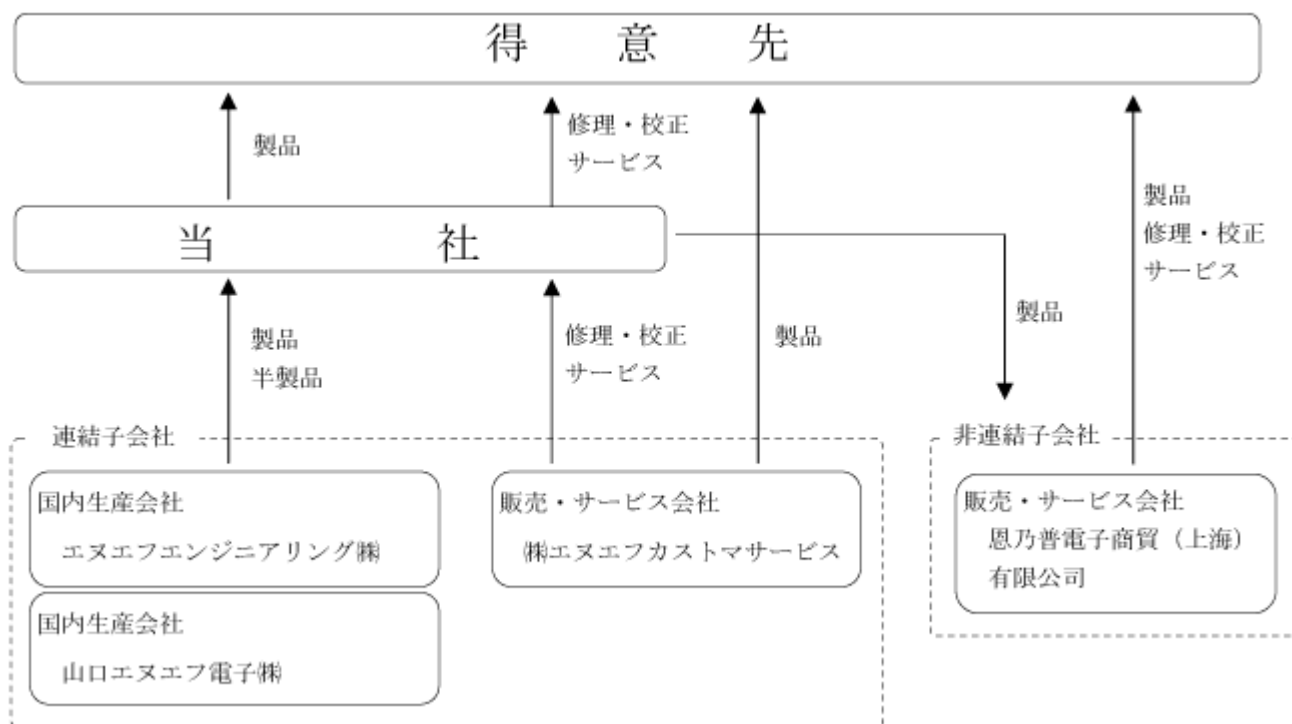 得意先
製品
修理・校正
サービス
製品
修理・校正
サービス
当社
製品
製品
半製品
修理・校正
サービス
製品
連結子会社
非連結子会社
国内生産会社
エヌエフエンジニアリング㈱
販売・サービス会社
㈱エヌエフカストマサービス
販売・サービス会社
恩乃普電子商貿（上海）
有限公司
国内生産会社
山口エヌエフ電子㈱